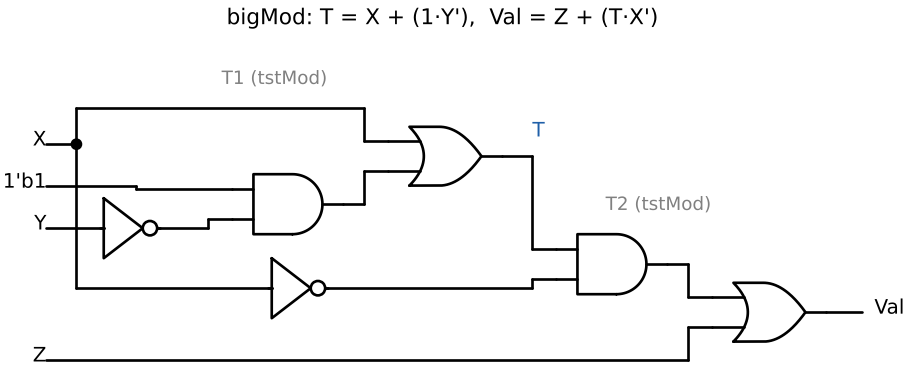 bigMod: T = X + (1·Y'),  Val = Z + (T·X')
T1 (tstMod)
T
X
1'b1
T2 (tstMod)
Y
Val
Z